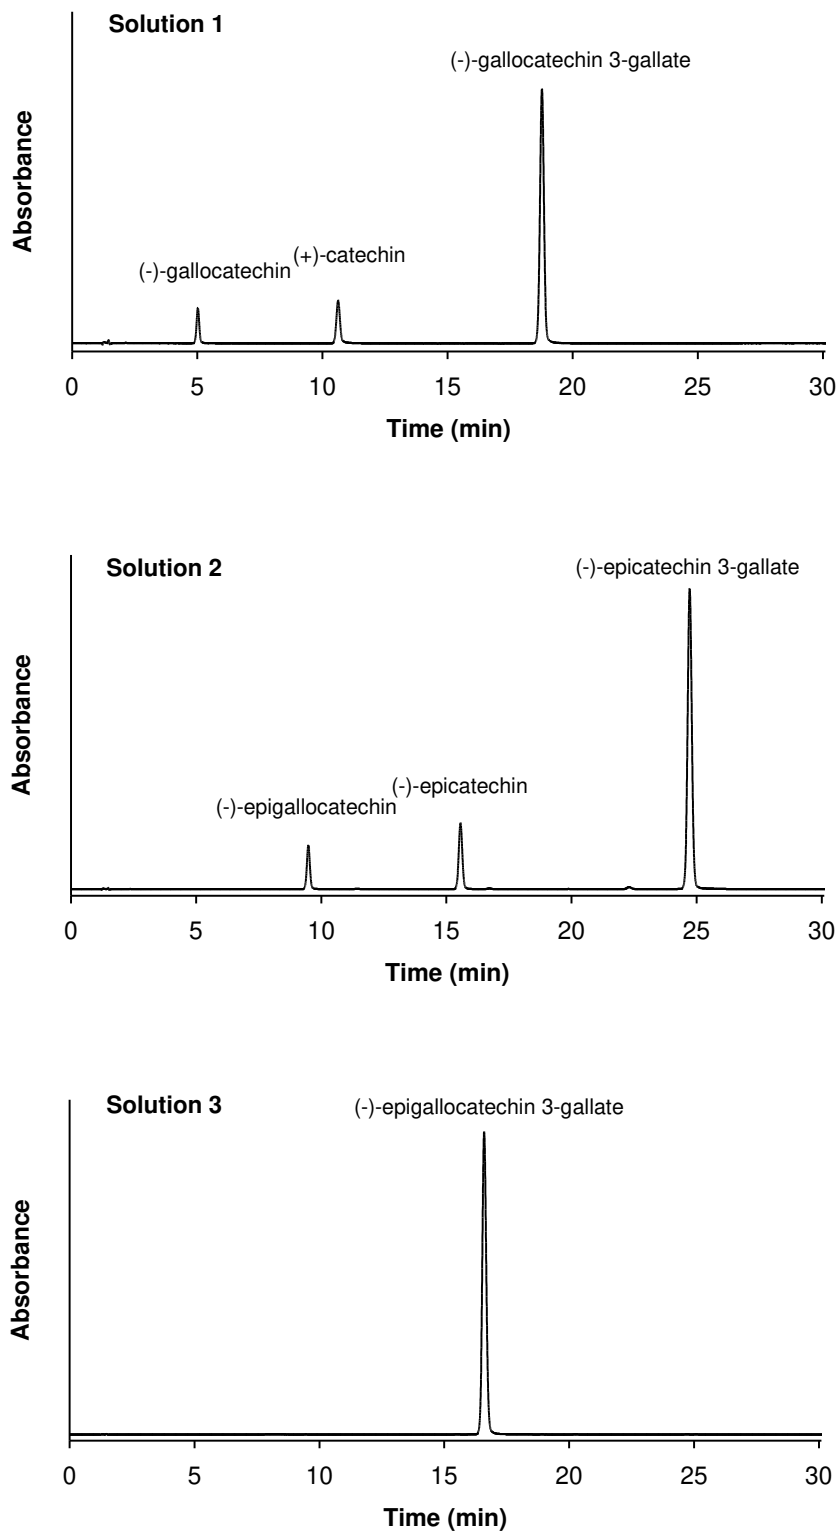 Solution 1
(-)-gallocatechin 3-gallate
Absorbance
(+)-catechin
(-)-gallocatechin
0 5 10 15 20 25 30
Time (min)
Solution 2
(-)-epicatechin 3-gallate
Absorbance
(-)-epicatechin
(-)-epigallocatechin
0 5 10 15 20 25 30
Time (min)
Solution 3
(-)-epigallocatechin 3-gallate
Absorbance
0 5 10 15 20 25 30
Time (min)